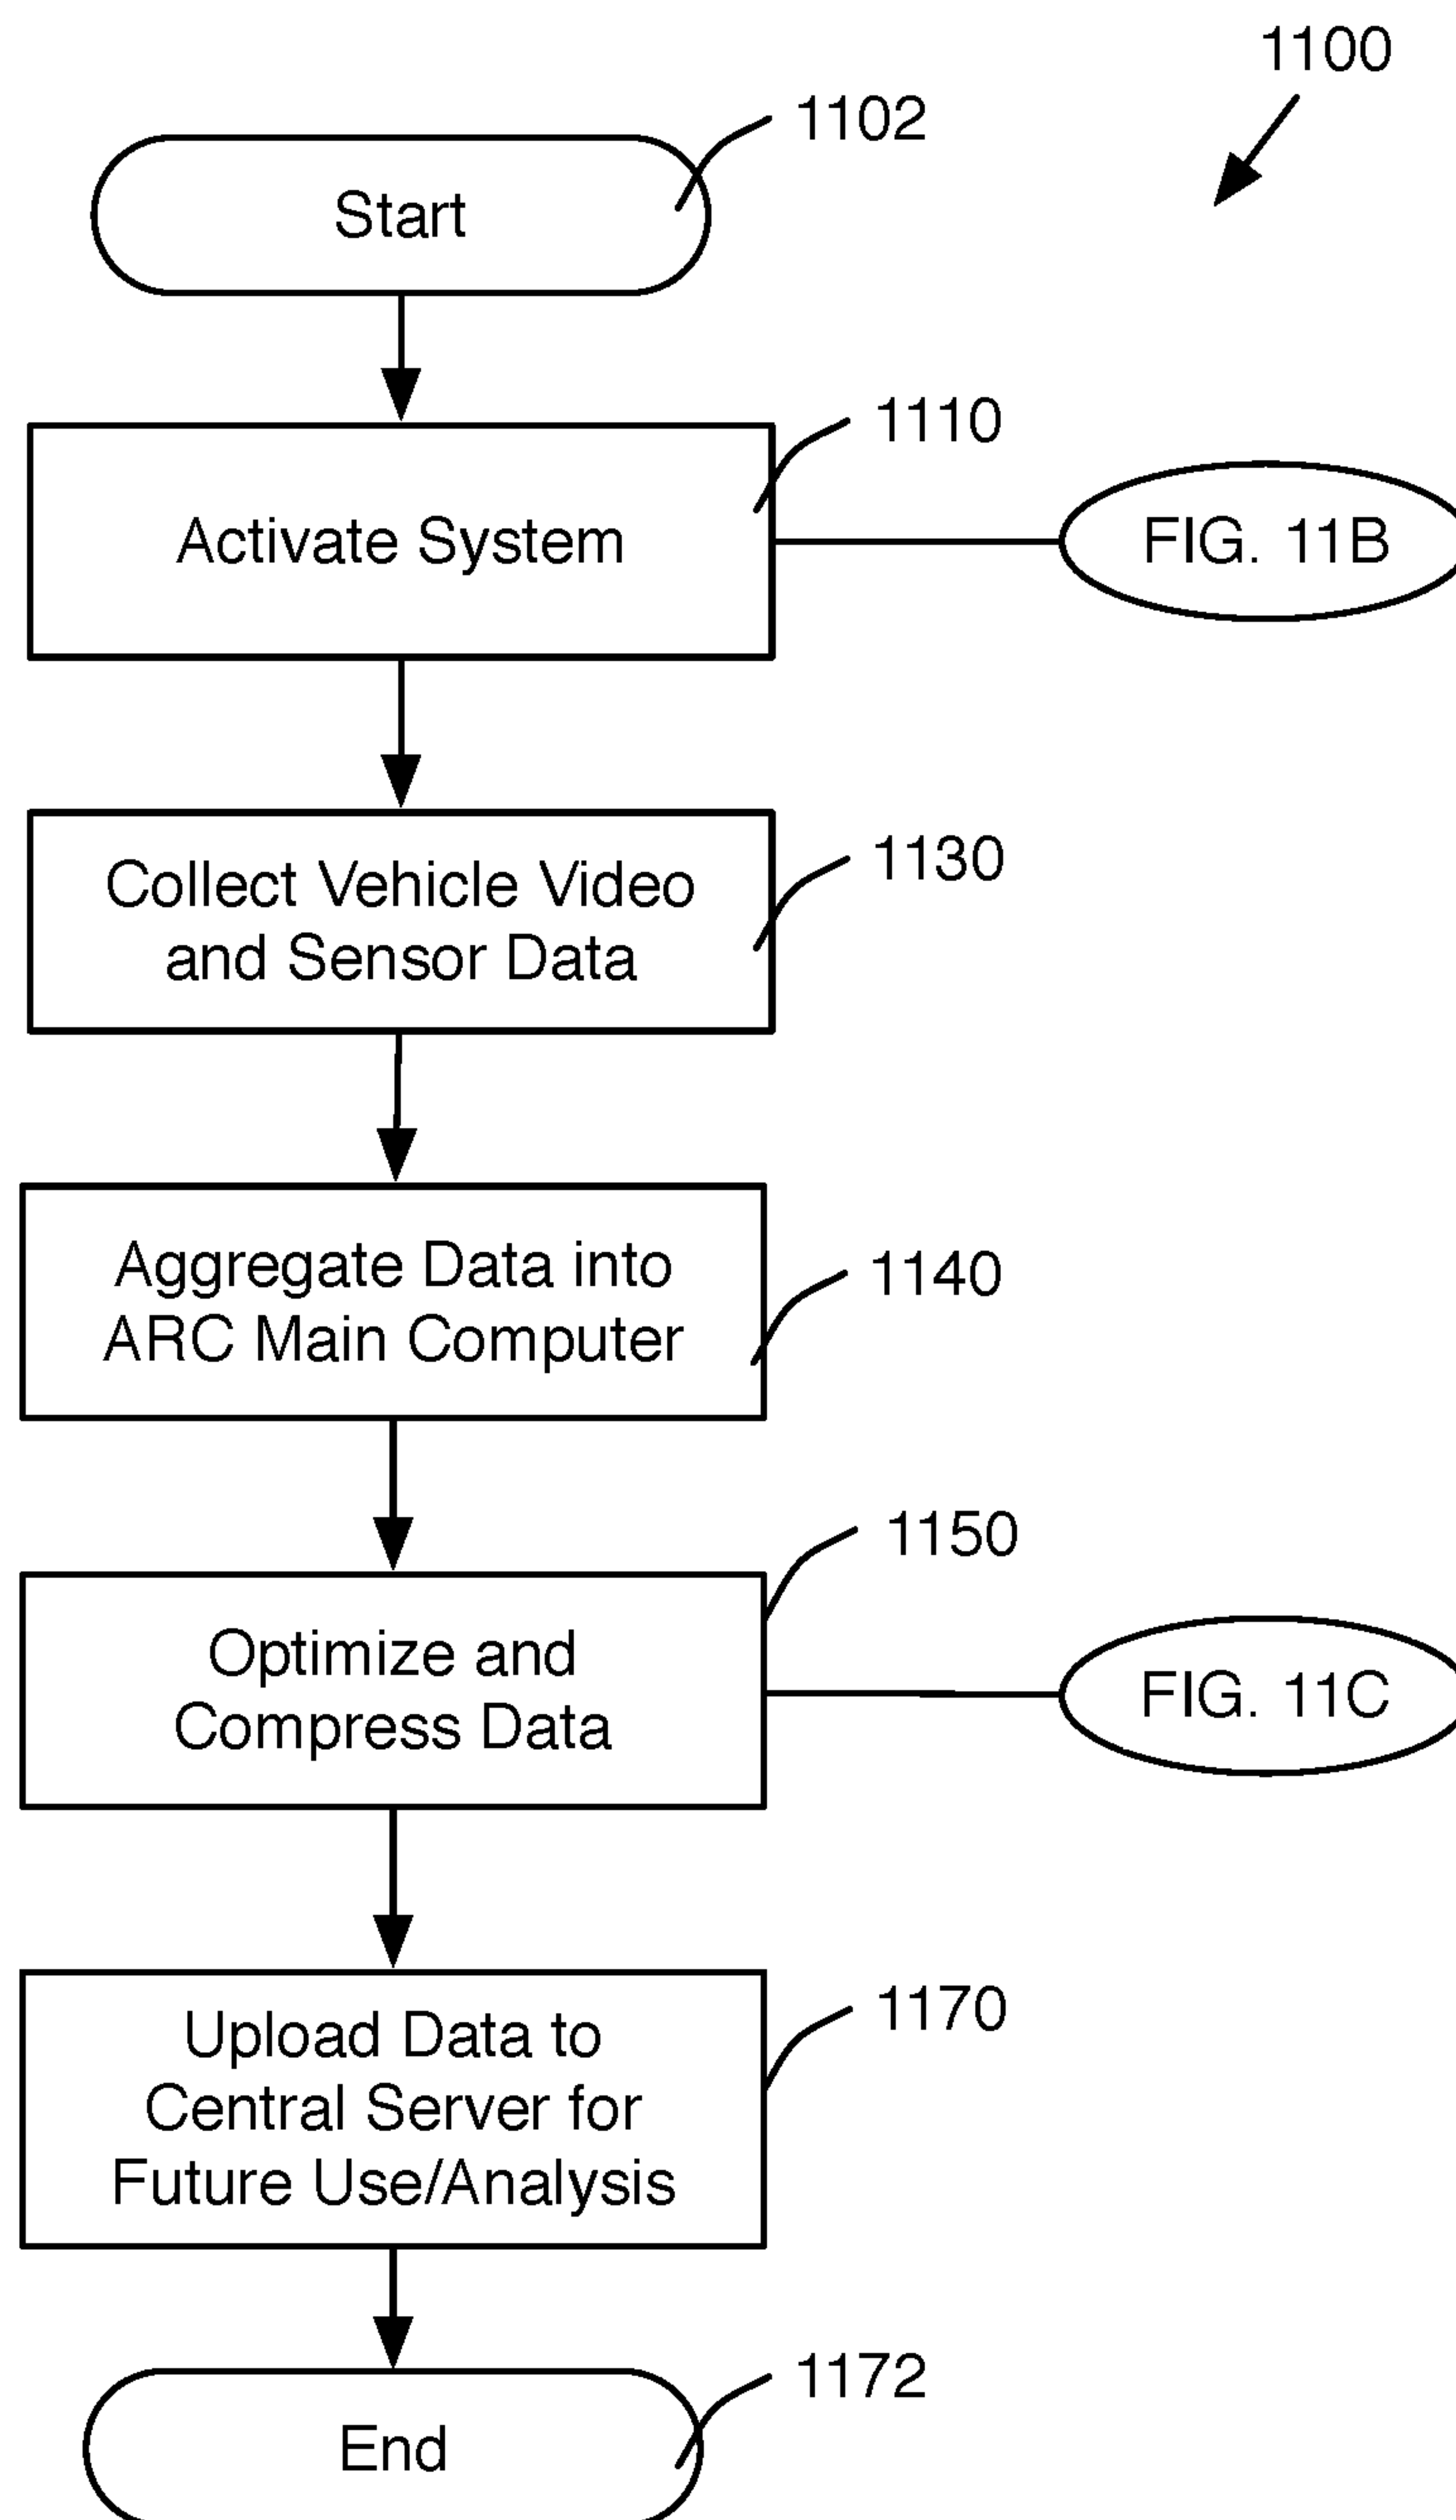 1100
1102
Start
1110
Activate System
FIG. 11B
1130
Collect Vehicle Video
and Sensor Data
1140
Aggregate Data into
ARC Main Computer
1150
Optimize and
Compress Data
FIG. 11C
1170
Upload Data to
Central Server for
Future Use/Analysis
1172
End